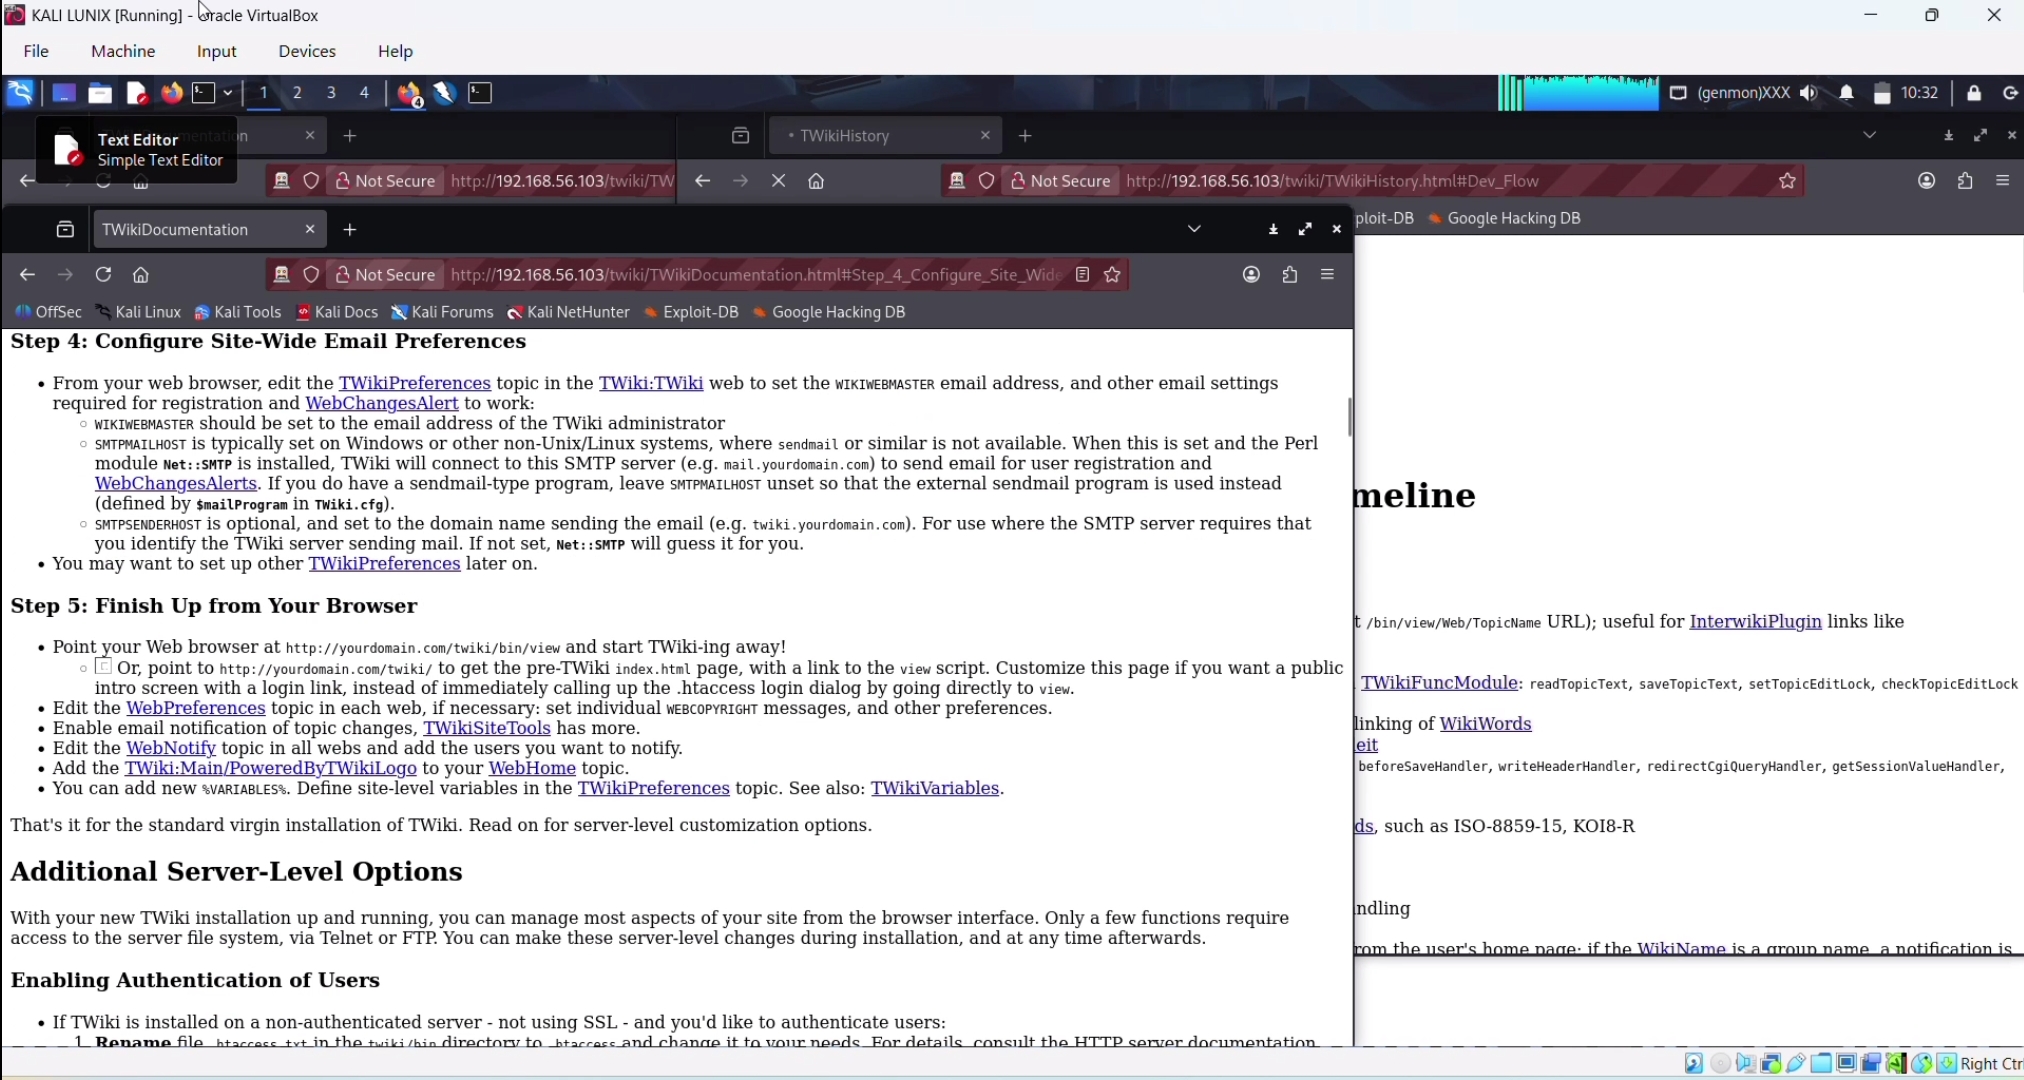 KALI LUNIX [Running] - Oracle VirtualBox
File Machine Input Devices Help
1 2 3 4 4 (genmon)XXX 10:32
Text Editor
Simple Text Editor
TWikiHistory
Not Secure http://192.168.56.103/twiki/TW
Not Secure http://192.168.56.103/twiki/TWikiHistory.html#Dev_Flow
ploit-DB Google Hacking DB
TWikiDocumentation
Not Secure http://192.168.56.103/twiki/TWikiDocumentation.html#Step_4_Configure_Site_Wide
OffSec Kali Linux Kali Tools Kali Docs Kali Forums Kali NetHunter Exploit-DB Google Hacking DB
Step 4: Configure Site-Wide Email Preferences
• From your web browser, edit the TWikiPreferences topic in the TWiki:TWiki web to set the WIKIWEBMASTER email address, and other email settings
required for registration and WebChangesAlert to work:
○ WIKIWEBMASTER should be set to the email address of the TWiki administrator
○ SMTPMAILHOST is typically set on Windows or other non-Unix/Linux systems, where sendmail or similar is not available. When this is set and the Perl
module Net::SMTP is installed, TWiki will connect to this SMTP server (e.g. mail.yourdomain.com) to send email for user registration and
WebChangesAlerts. If you do have a sendmail-type program, leave SMTPMAILHOST unset so that the external sendmail program is used instead
(defined by $mailProgram in TWiki.cfg).
○ SMTPSENDERHOST is optional, and set to the domain name sending the email (e.g. twiki.yourdomain.com). For use where the SMTP server requires that
you identify the TWiki server sending mail. If not set, Net::SMTP will guess it for you.
• You may want to set up other TWikiPreferences later on.
Step 5: Finish Up from Your Browser
• Point your Web browser at http://yourdomain.com/twiki/bin/view and start TWiki-ing away!
○ Or, point to http://yourdomain.com/twiki/ to get the pre-TWiki index.html page, with a link to the view script. Customize this page if you want a public
intro screen with a login link, instead of immediately calling up the .htaccess login dialog by going directly to view.
• Edit the WebPreferences topic in each web, if necessary: set individual WEBCOPYRIGHT messages, and other preferences.
• Enable email notification of topic changes, TWikiSiteTools has more.
• Edit the WebNotify topic in all webs and add the users you want to notify.
• Add the TWiki:Main/PoweredByTWikiLogo to your WebHome topic.
• You can add new %VARIABLES%. Define site-level variables in the TWikiPreferences topic. See also: TWikiVariables.
That's it for the standard virgin installation of TWiki. Read on for server-level customization options.
Additional Server-Level Options
With your new TWiki installation up and running, you can manage most aspects of your site from the browser interface. Only a few functions require
access to the server file system, via Telnet or FTP. You can make these server-level changes during installation, and at any time afterwards.
Enabling Authentication of Users
• If TWiki is installed on a non-authenticated server - not using SSL - and you'd like to authenticate users:
1. Rename file .htaccess.txt in the twiki/bin directory to .htaccess and change it to your needs. For details, consult the HTTP server documentation
meline
t /bin/view/Web/TopicName URL); useful for InterwikiPlugin links like
TWikiFuncModule: readTopicText, saveTopicText, setTopicEditLock, checkTopicEditLock
linking of WikiWords
eit
beforeSaveHandler, writeHeaderHandler, redirectCgiQueryHandler, getSessionValueHandler,
ds, such as ISO-8859-15, KOI8-R
ndling
rom the user's home page; if the WikiName is a group name, a notification is
Right Ctr